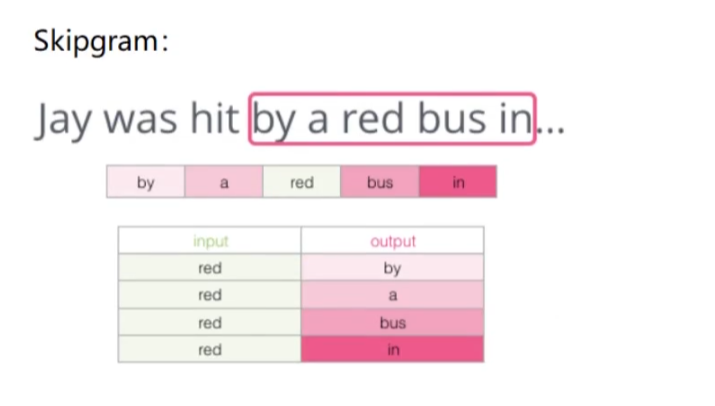 Skipgram:
Jay was hit by a red bus in...
by a red bus in
input output
red by
red a
red bus
red in